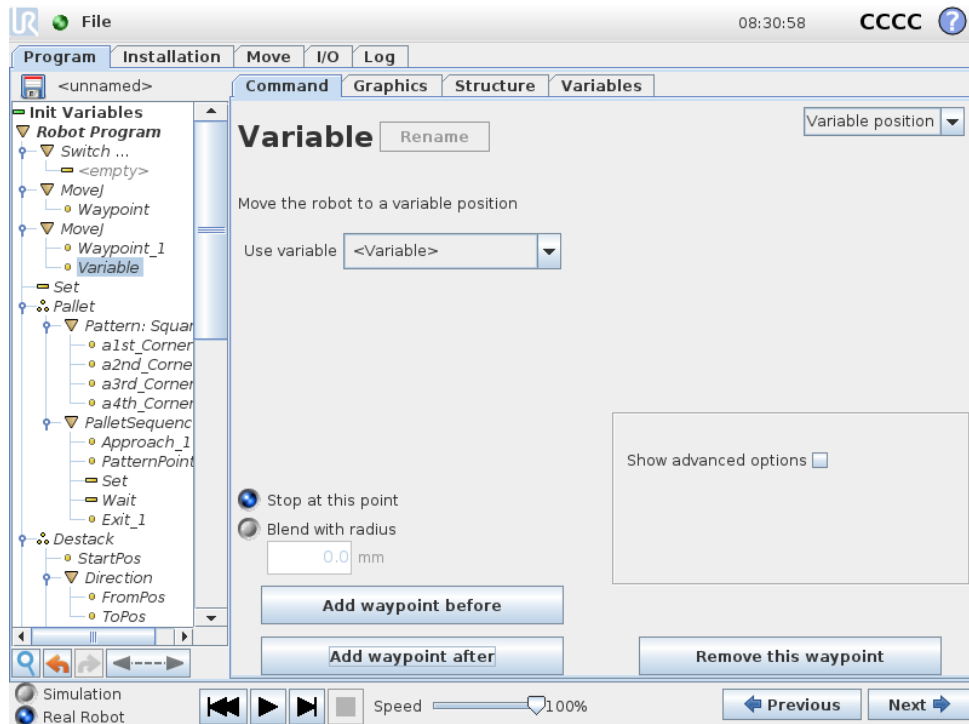 UR File 08:30:58 CCCC ?
Program Installation Move I/O Log
<unnamed>
Command Graphics Structure Variables
Init Variables
Robot Program
Switch ...
<empty>
MoveJ
Waypoint
MoveJ
Waypoint_1
Variable
Set
Pallet
Pattern: Squar
a1st_Corner
a2nd_Corne
a3rd_Corner
a4th_Corner
PalletSequenc
Approach_1
PatternPoint
Set
Wait
Exit_1
Destack
StartPos
Direction
FromPos
ToPos
Variable Rename
Variable position
Move the robot to a variable position
Use variable <Variable>
Show advanced options
Stop at this point
Blend with radius
0.0 mm
Add waypoint before
Add waypoint after
Remove this waypoint
Simulation
Real Robot
Speed 100%
Previous Next